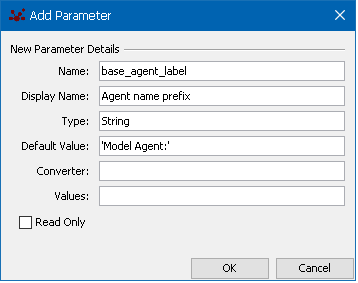 Add Parameter
New Parameter Details
Name: base_agent_label
Display Name: Agent name prefix
Type: String
Default Value: 'Model Agent:'
Converter:
Values:
Read Only
OK Cancel